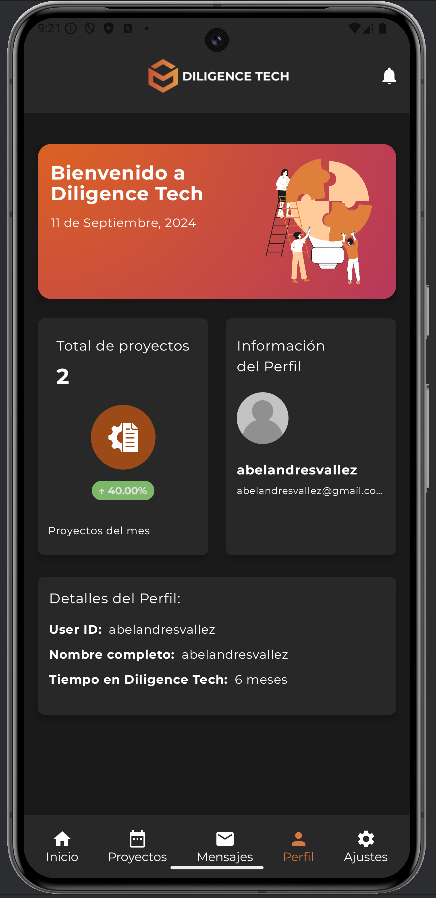 9:21
DILIGENCE TECH
Bienvenido a
Diligence Tech
11 de Septiembre, 2024
Total de proyectos
2
↑ 40.00%
Proyectos del mes
Información
del Perfil
abelandresvallez
abelandresvallez@gmail.co...
Detalles del Perfil:
User ID: abelandresvallez
Nombre completo: abelandresvallez
Tiempo en Diligence Tech: 6 meses
Inicio
Proyectos
Mensajes
Perfil
Ajustes